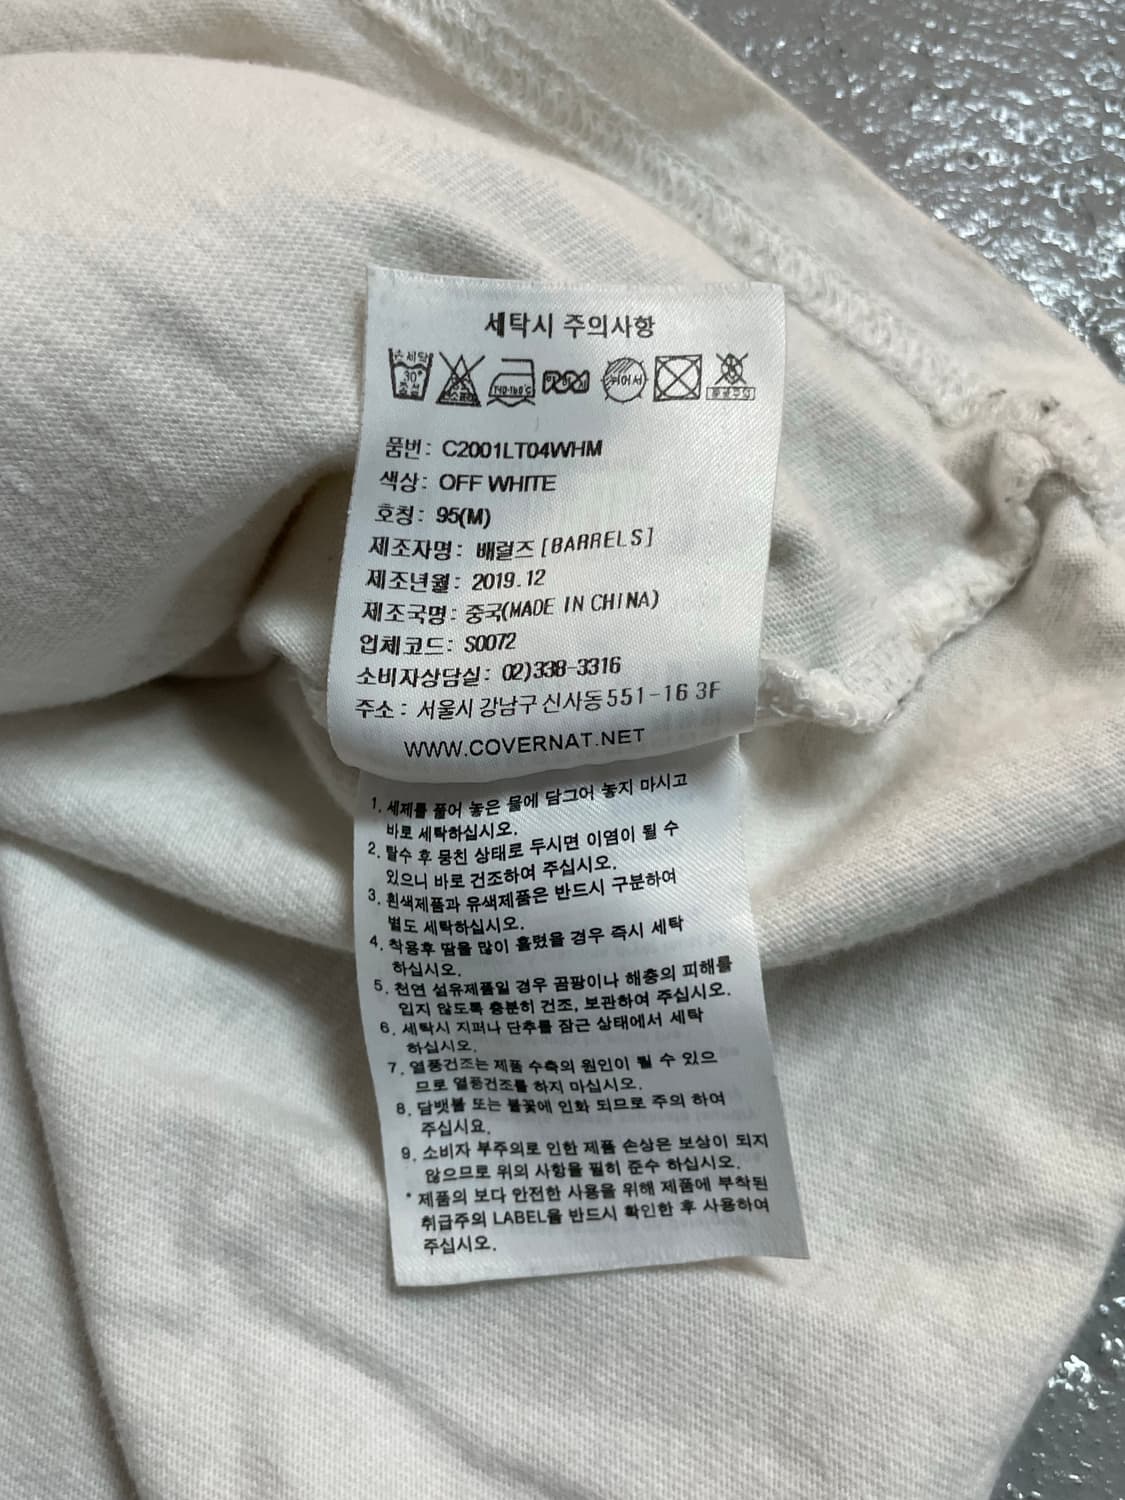 세탁시 주의사항
손세탁
30°
중성
염소표백
140-160℃
뉘어서
드라이
품번: C2001LT04WHM
색상: OFF WHITE
호칭: 95(M)
제조자명: 배럴즈 [BARRELS]
제조년월: 2019.12
제조국명: 중국(MADE IN CHINA)
업체코드: S0072
소비자상담실: 02)338-3316
주소 : 서울시 강남구 신사동 551-16 3F
WWW.COVERNAT.NET
1. 세제를 풀어 놓은 물에 담그어 놓지 마시고
바로 세탁하십시오.
2. 탈수 후 뭉친 상태로 두시면 이염이 될 수
있으니 바로 건조하여 주십시오.
3. 흰색제품과 유색제품은 반드시 구분하여
별도 세탁하십시오.
4. 착용후 땀을 많이 흘렸을 경우 즉시 세탁
하십시오.
5. 천연 섬유제품일 경우 곰팡이나 해충의 피해를
입지 않도록 충분히 건조, 보관하여 주십시오.
6. 세탁시 지퍼나 단추를 잠근 상태에서 세탁
하십시오.
7. 열풍건조는 제품 수축의 원인이 될 수 있으
므로 열풍건조를 하지 마십시오.
8. 담뱃불 또는 불꽃에 인화 되므로 주의 하여
주십시요.
9. 소비자 부주의로 인한 제품 손상은 보상이 되지
않으므로 위의 사항을 필히 준수 하십시오.
* 제품의 보다 안전한 사용을 위해 제품에 부착된
취급주의 LABEL을 반드시 확인한 후 사용하여
주십시오.